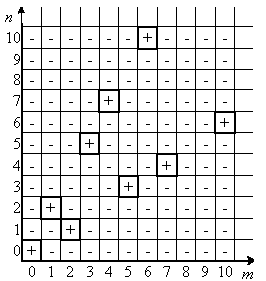 n
10 - - - - - - + - - - -
9 - - - - - - - - - - -
8 - - - - - - - - - - -
7 - - - - + - - - - - -
6 - - - - - - - - - - +
5 - - - + - - - - - - -
4 - - - - - - - + - - -
3 - - - - - + - - - - -
2 - + - - - - - - - - -
1 - - + - - - - - - - -
0 + - - - - - - - - - -
0 1 2 3 4 5 6 7 8 9 10 m